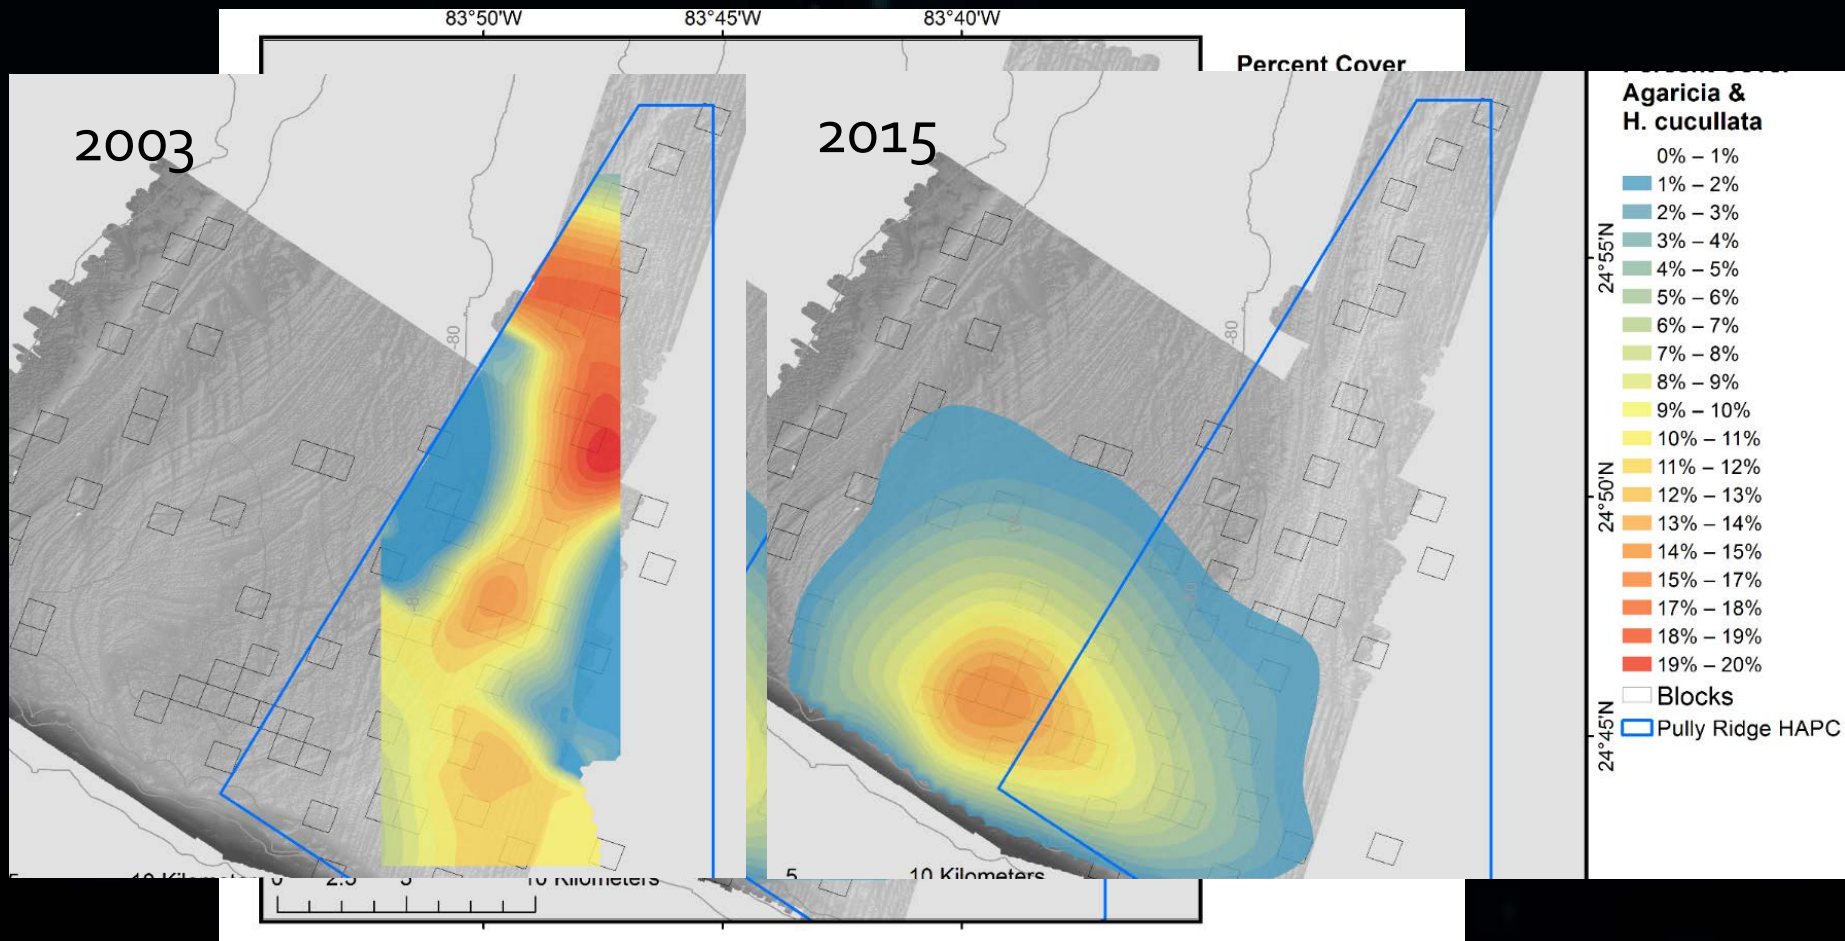 83°50'W
83°45'W
83°40'W
Percent Cover
2003
2015
-80
-80
Agaricia &
H. cucullata
0% – 1%
1% – 2%
2% – 3%
3% – 4%
4% – 5%
5% – 6%
6% – 7%
7% – 8%
8% – 9%
9% – 10%
10% – 11%
11% – 12%
12% – 13%
13% – 14%
14% – 15%
15% – 17%
17% – 18%
18% – 19%
19% – 20%
Blocks
Pully Ridge HAPC
24°55'N
24°50'N
24°45'N
5
10 Kilometers
0 2.5 5 10 Kilometers
5 10 Kilometers